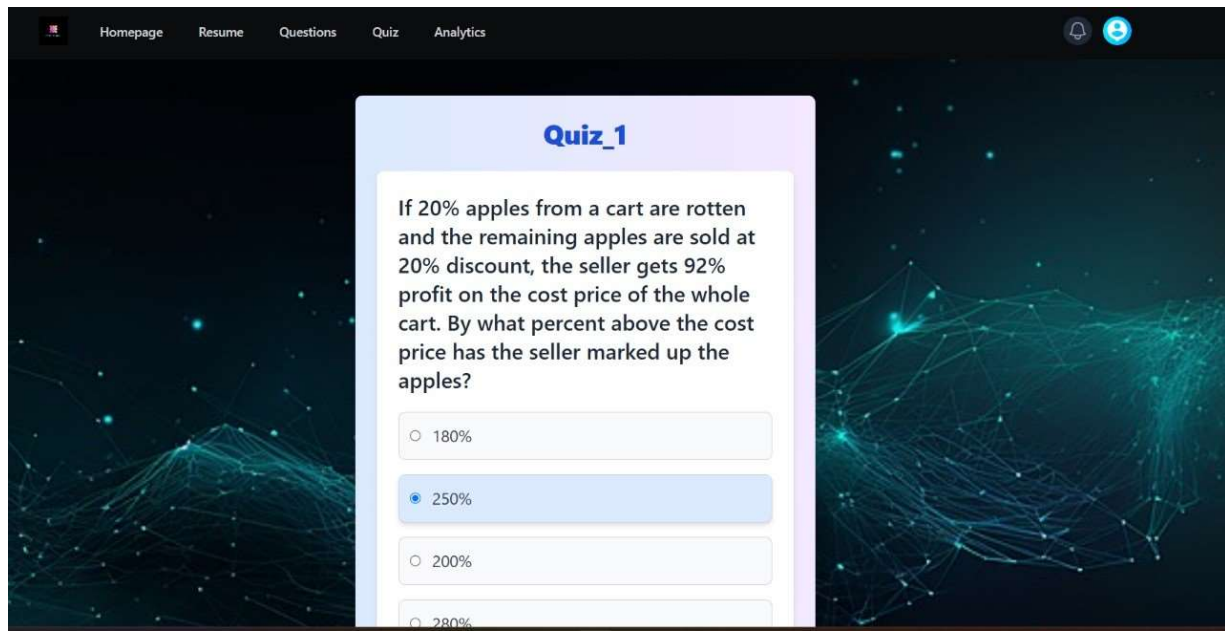 Homepage Resume Questions Quiz Analytics
Quiz_1
If 20% apples from a cart are rotten
and the remaining apples are sold at
20% discount, the seller gets 92%
profit on the cost price of the whole
cart. By what percent above the cost
price has the seller marked up the
apples?
180%
250%
200%
280%